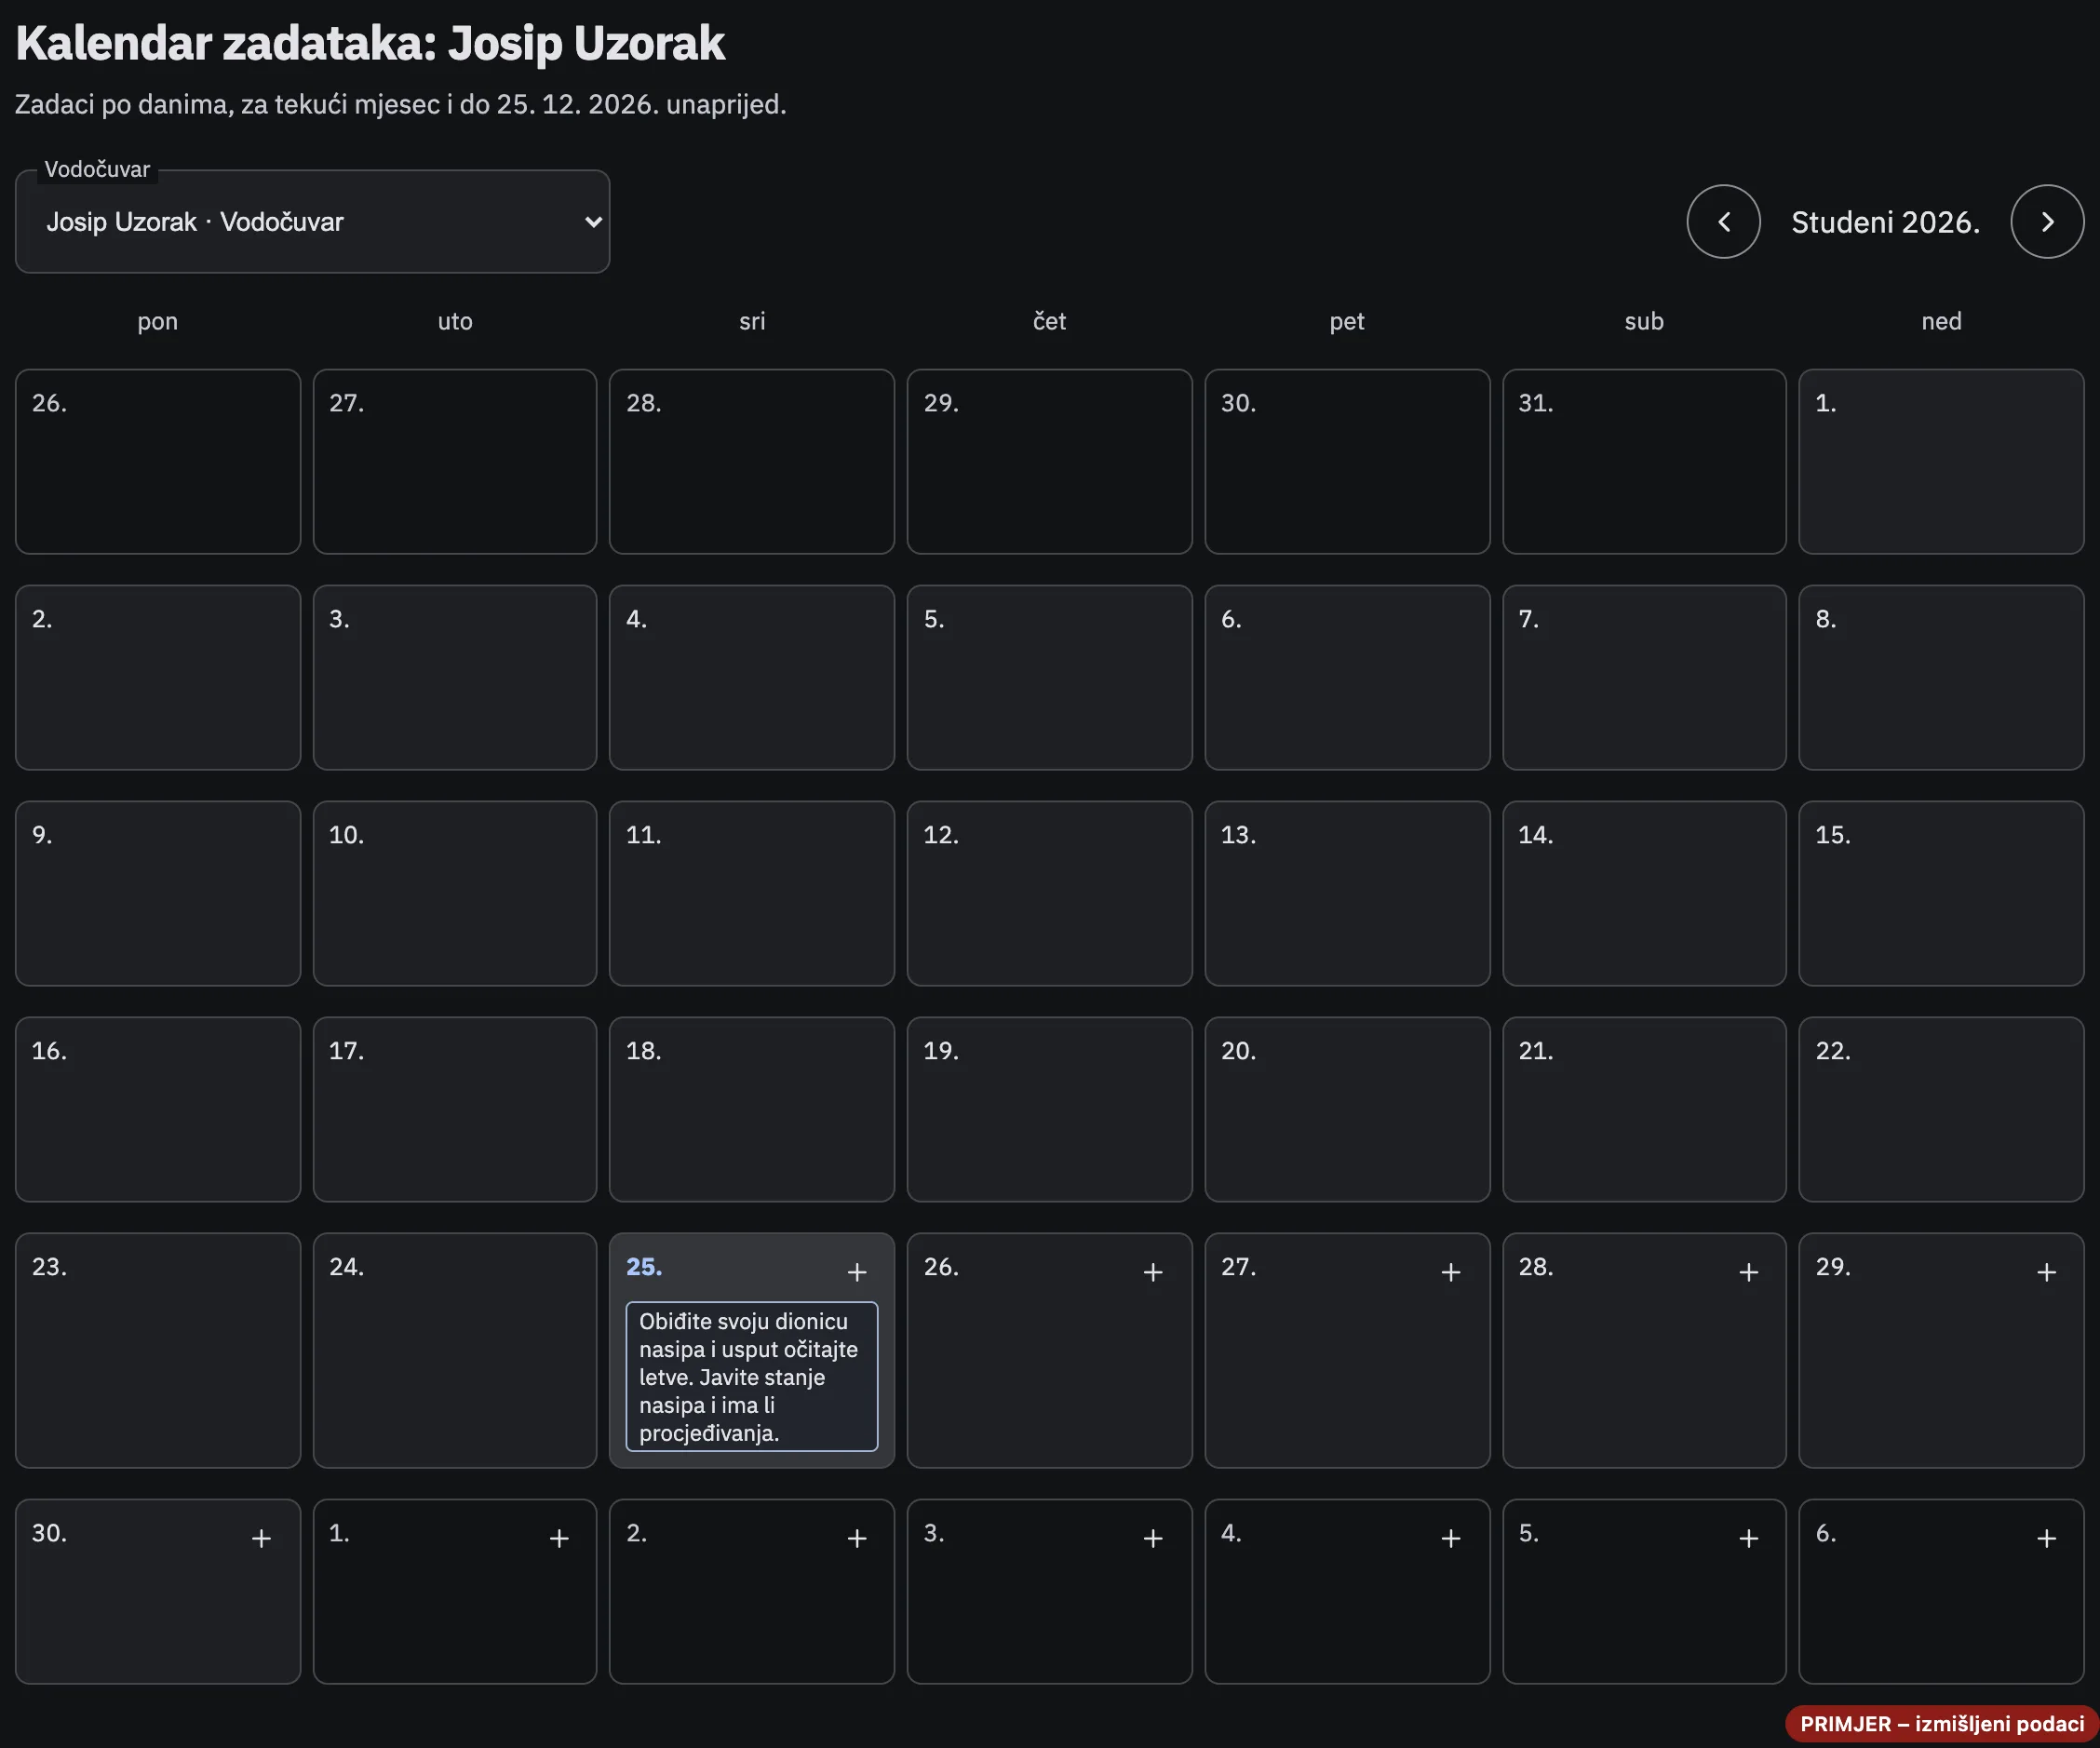 Kalendar zadataka: Josip Uzorak
Zadaci po danima, za tekući mjesec i do 25. 12. 2026. unaprijed.
Vodočuvar
Josip Uzorak · Vodočuvar
Studeni 2026.
pon uto sri čet pet sub ned
26. 27. 28. 29. 30. 31. 1.
2. 3. 4. 5. 6. 7. 8.
9. 10. 11. 12. 13. 14. 15.
16. 17. 18. 19. 20. 21. 22.
23. 24. 25. + 26. + 27. + 28. + 29. +
Obiđite svoju dionicu
nasipa i usput očitajte
letve. Javite stanje
nasipa i ima li
procjeđivanja.
30. + 1. + 2. + 3. + 4. + 5. + 6. +
PRIMJER – izmišljeni podaci